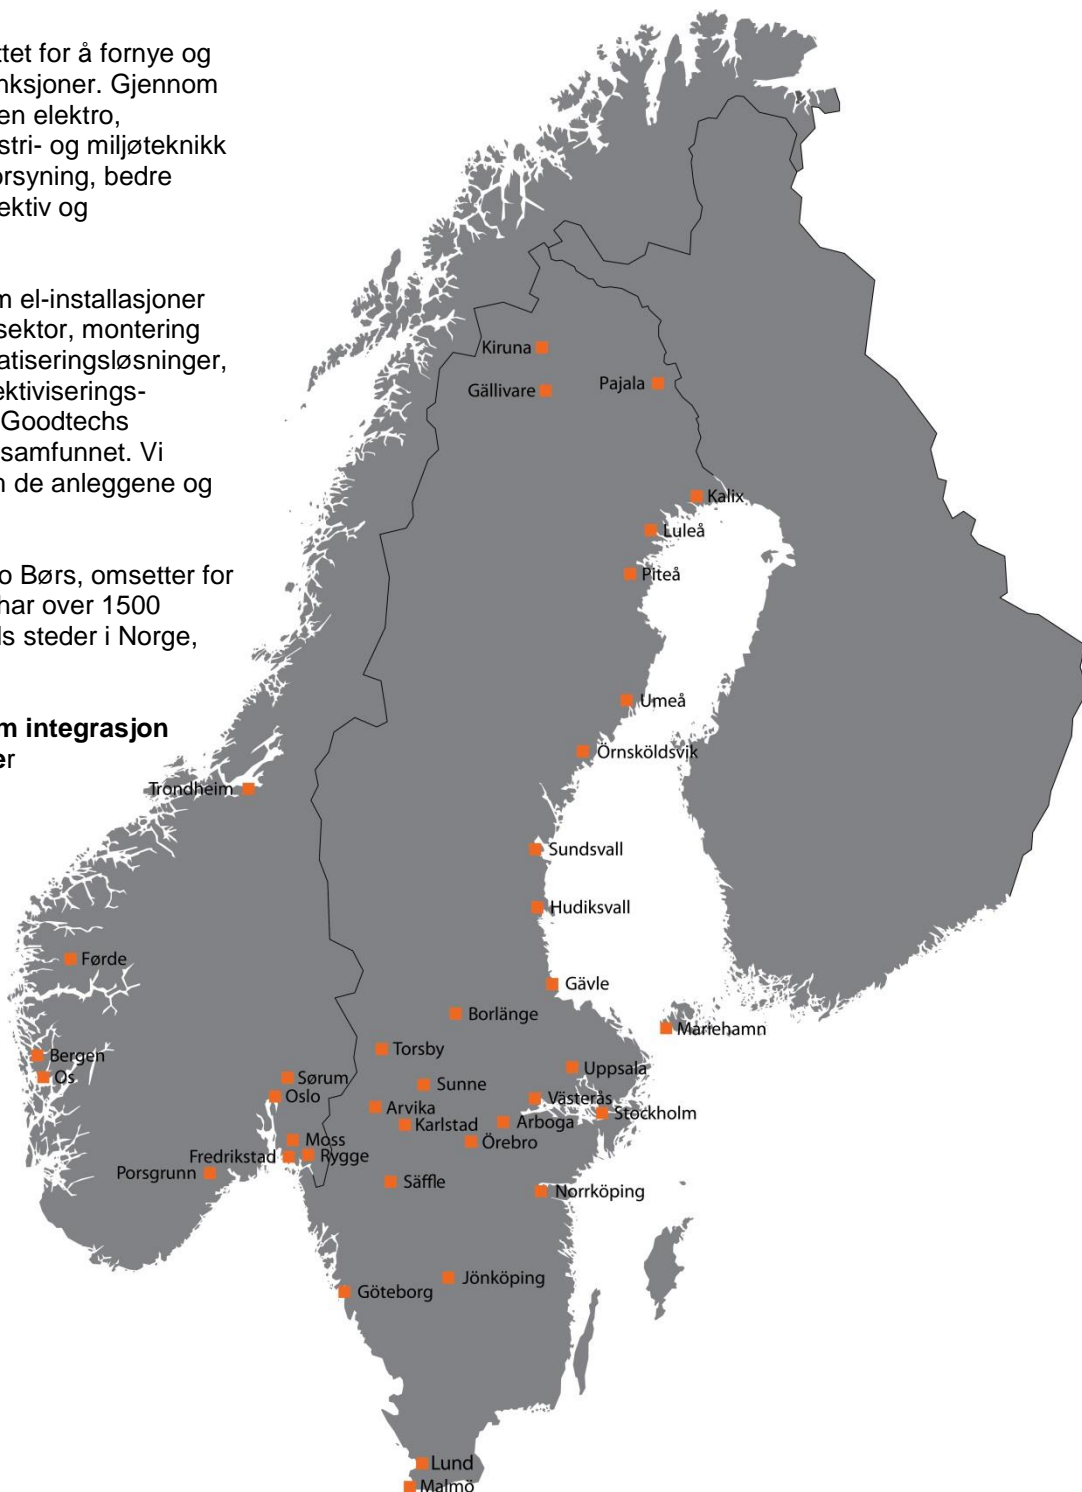 ttet for å fornye og
nksjoner. Gjennom
en elektro,
stri- og miljøteknikk
orsyning, bedre
ektiv og
m el-installasjoner
sektor, montering
atiseringsløsninger,
ektiviserings-
Goodtechs
samfunnet. Vi
n de anleggene og
o Børs, omsetter for
har over 1500
ls steder i Norge,
m integrasjon
er
Kiruna
Gällivare
Pajala
Kalix
Luleå
Piteå
Umeå
Örnsköldsvik
Trondheim
Sundsvall
Hudiksvall
Førde
Gävle
Borlänge
Mariehamn
Torsby
Bergen
Uppsala
Os
Sørum
Sunne
Oslo
Västerås
Arvika
Stockholm
Karlstad
Arboga
Moss
Örebro
Fredrikstad
Rygge
Porsgrunn
Säffle
Norrköping
Jönköping
Göteborg
Lund
Malmö